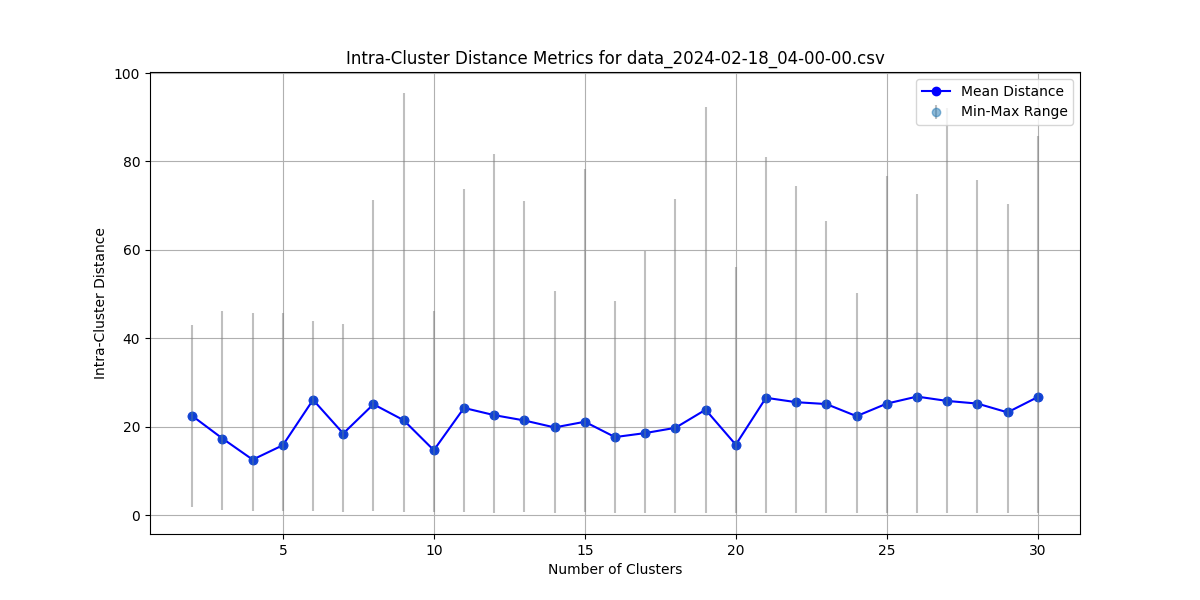 Intra-Cluster Distance Metrics for data_2024-02-18_04-00-00.csv
Mean Distance
Min-Max Range
100
80
60
40
20
0
Intra-Cluster Distance
5 10 15 20 25 30
Number of Clusters